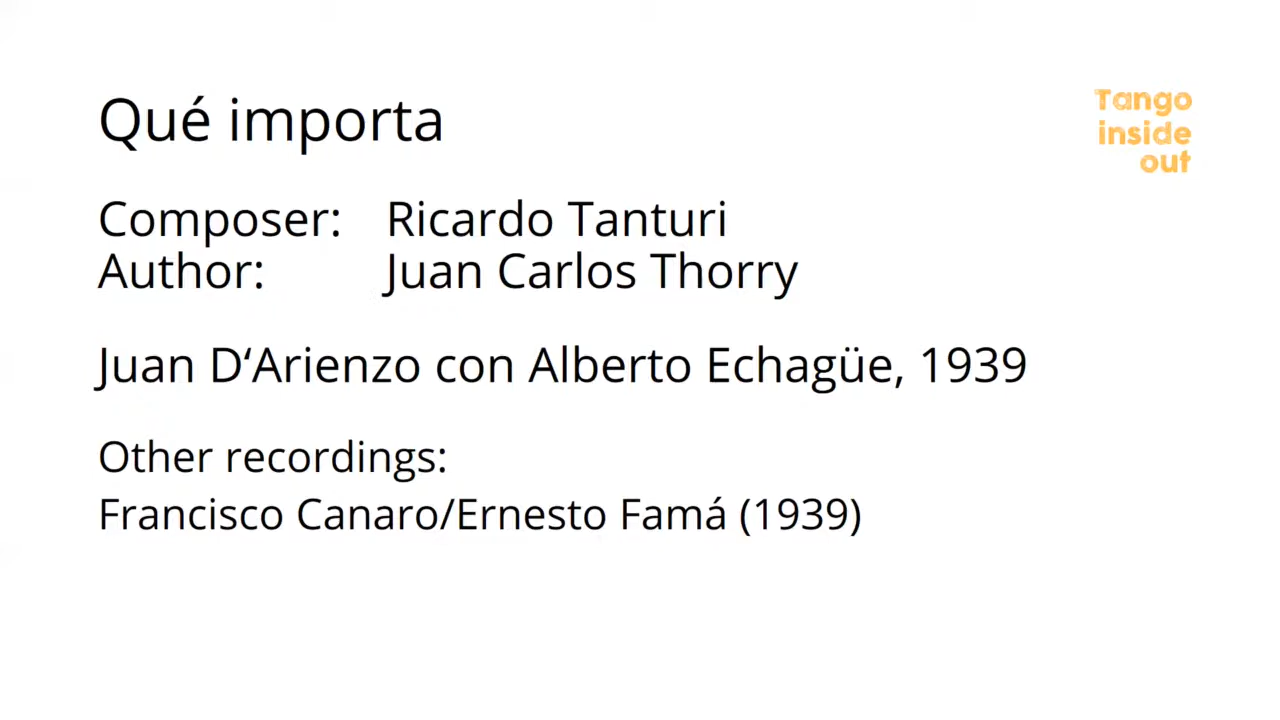 Qué importa
Tango
inside
out
Composer: Ricardo Tanturi
Author: Juan Carlos Thorry
Juan D‘Arienzo con Alberto Echagüe, 1939
Other recordings:
Francisco Canaro/Ernesto Famá (1939)